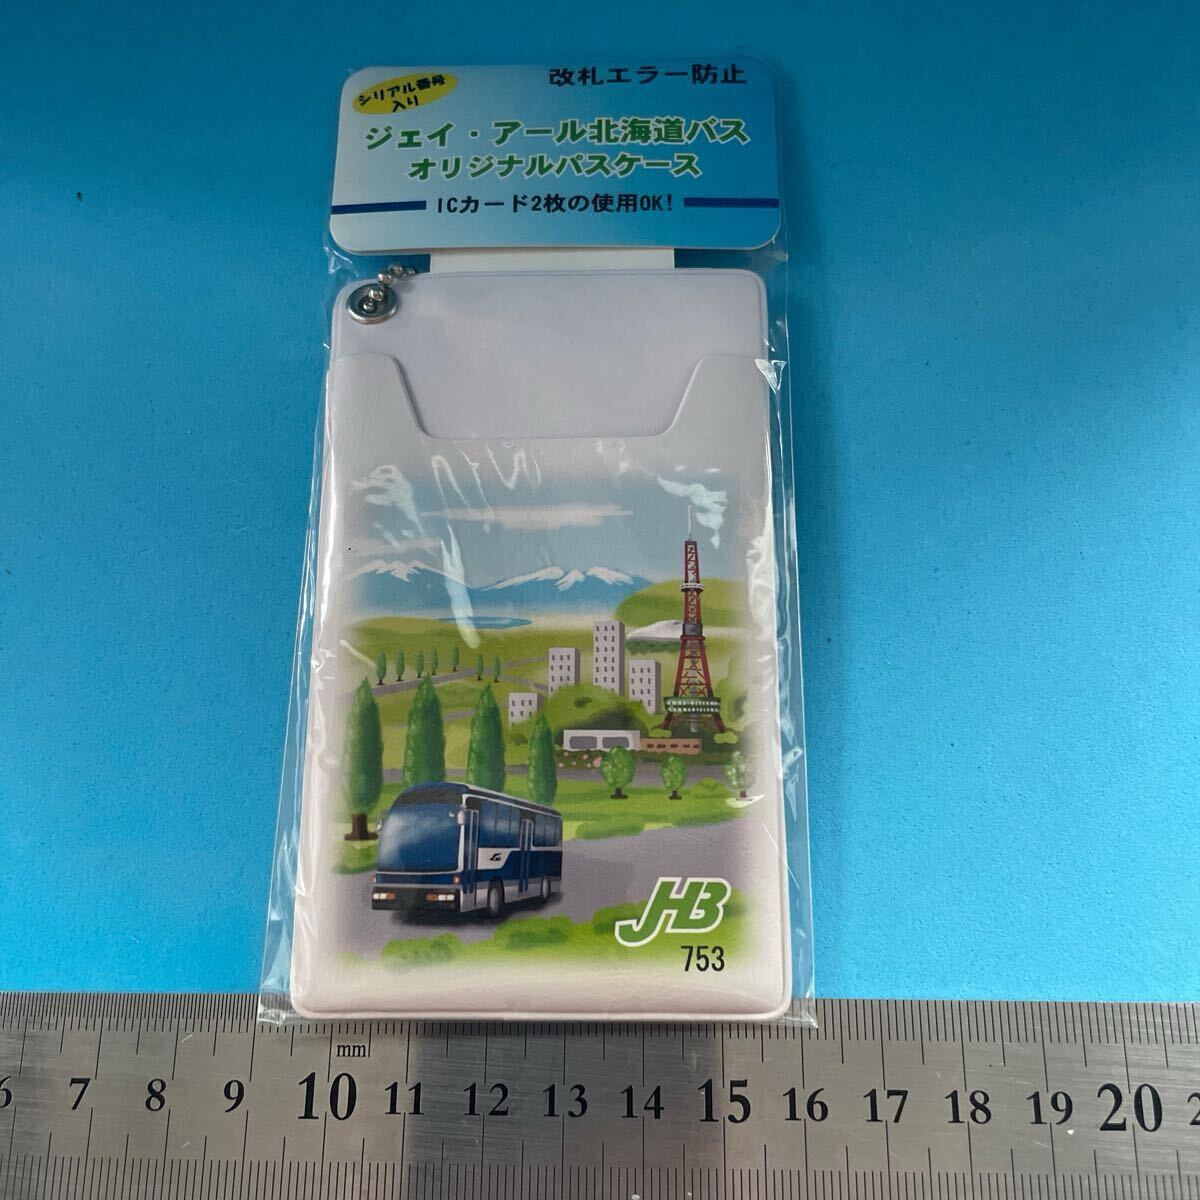 シリアル番号
入り
改札エラー防止
ジェイ・アール北海道バス
オリジナルパスケース
ICカード2枚の使用OK!
JHB
753
mm
6 7 8 9 10 11 12 13 14 15 16 17 18 19 20 2